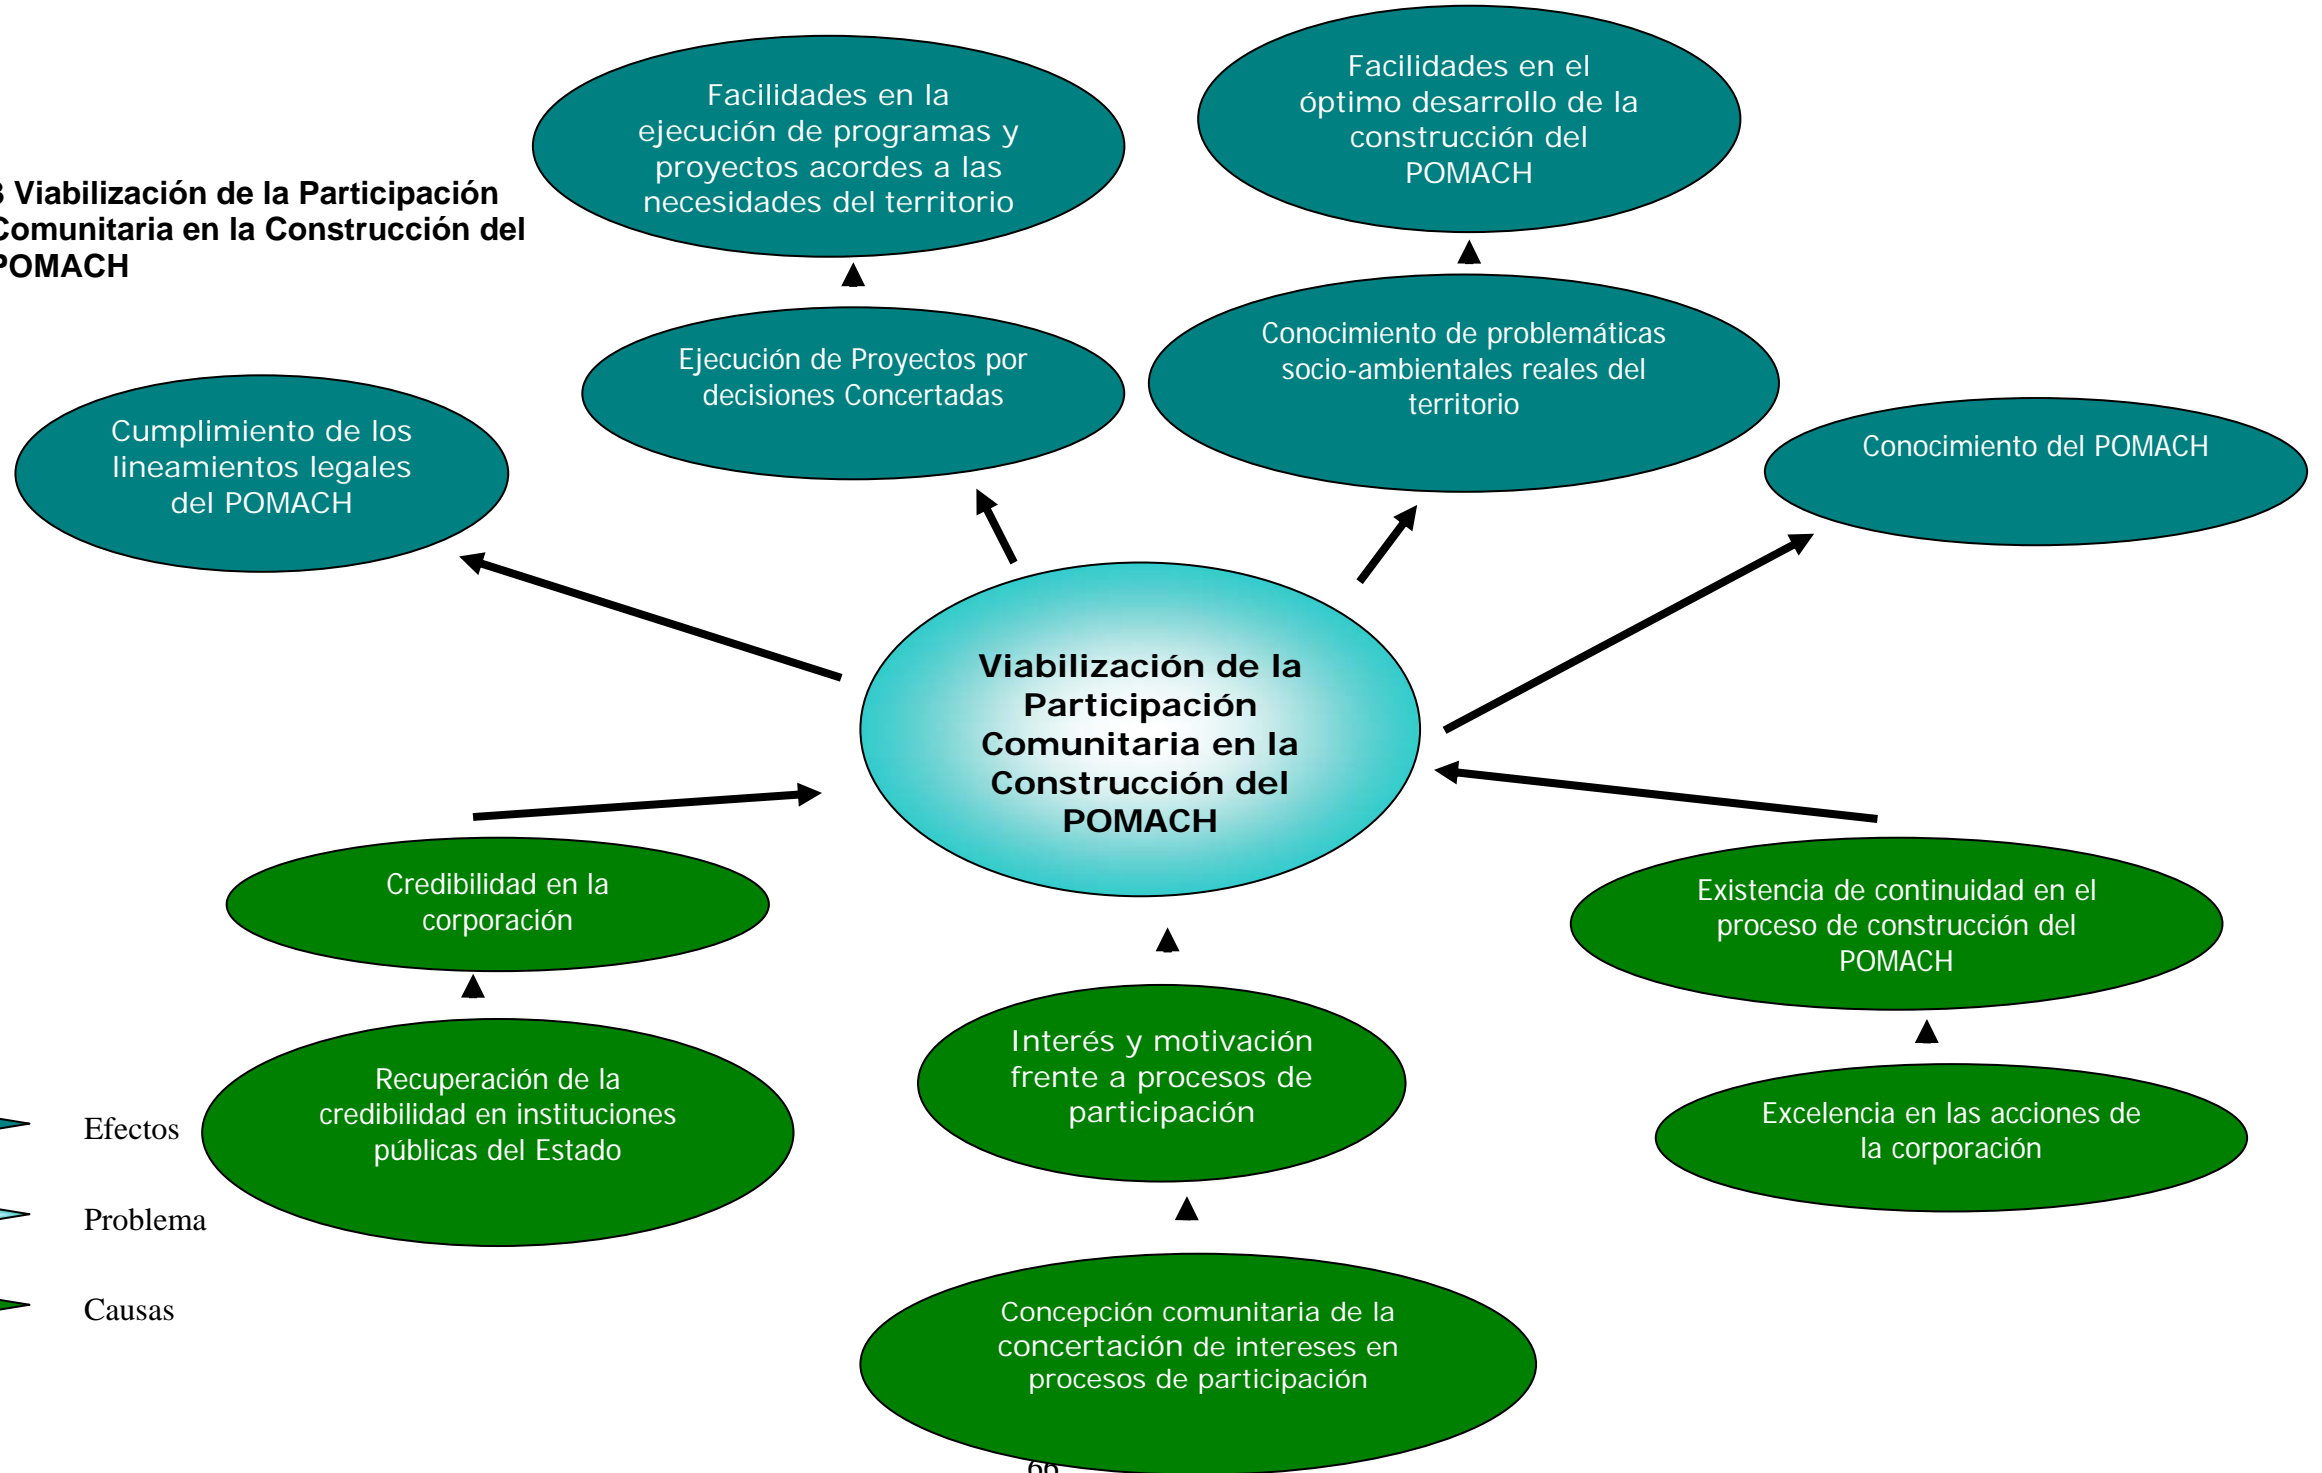 Facilidades en la
ejecución de programas y
proyectos acordes a las
necesidades del territorio
Facilidades en el
óptimo desarrollo de la
construcción del
POMACH
Viabilización de la Participación
Comunitaria en la Construcción del
POMACH
Ejecución de Proyectos por
decisiones Concertadas
Conocimiento de problemáticas
socio-ambientales reales del
territorio
Cumplimiento de los
lineamientos legales
del POMACH
Conocimiento del POMACH
Viabilización de la
Participación
Comunitaria en la
Construcción del
POMACH
Credibilidad en la
corporación
Existencia de continuidad en el
proceso de construcción del
POMACH
Recuperación de la
credibilidad en instituciones
públicas del Estado
Interés y motivación
frente a procesos de
participación
Excelencia en las acciones de
la corporación
Efectos
Problema
Causas
Concepción comunitaria de la
concertación de intereses en
procesos de participación
66